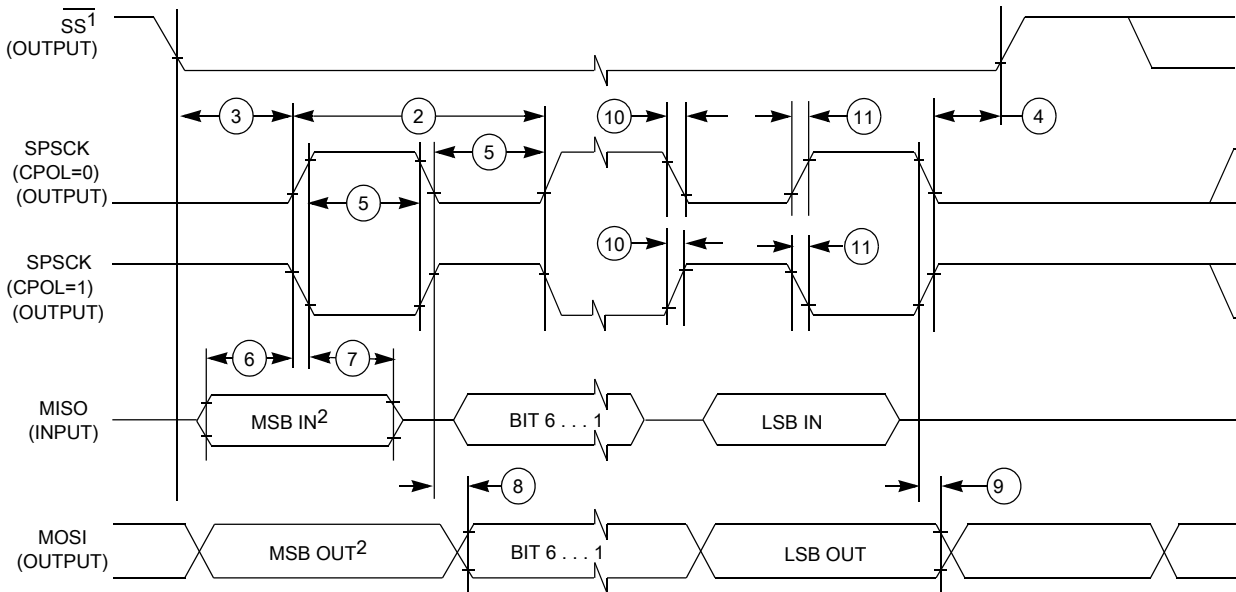 SS1
(OUTPUT)
3
2
10
11
4
SPSCK
(CPOL=0)
(OUTPUT)
5
5
SPSCK
(CPOL=1)
(OUTPUT)
10
11
6
7
MISO
(INPUT)
MSB IN2
BIT 6 . . . 1
LSB IN
8
9
MOSI
(OUTPUT)
MSB OUT2
BIT 6 . . . 1
LSB OUT